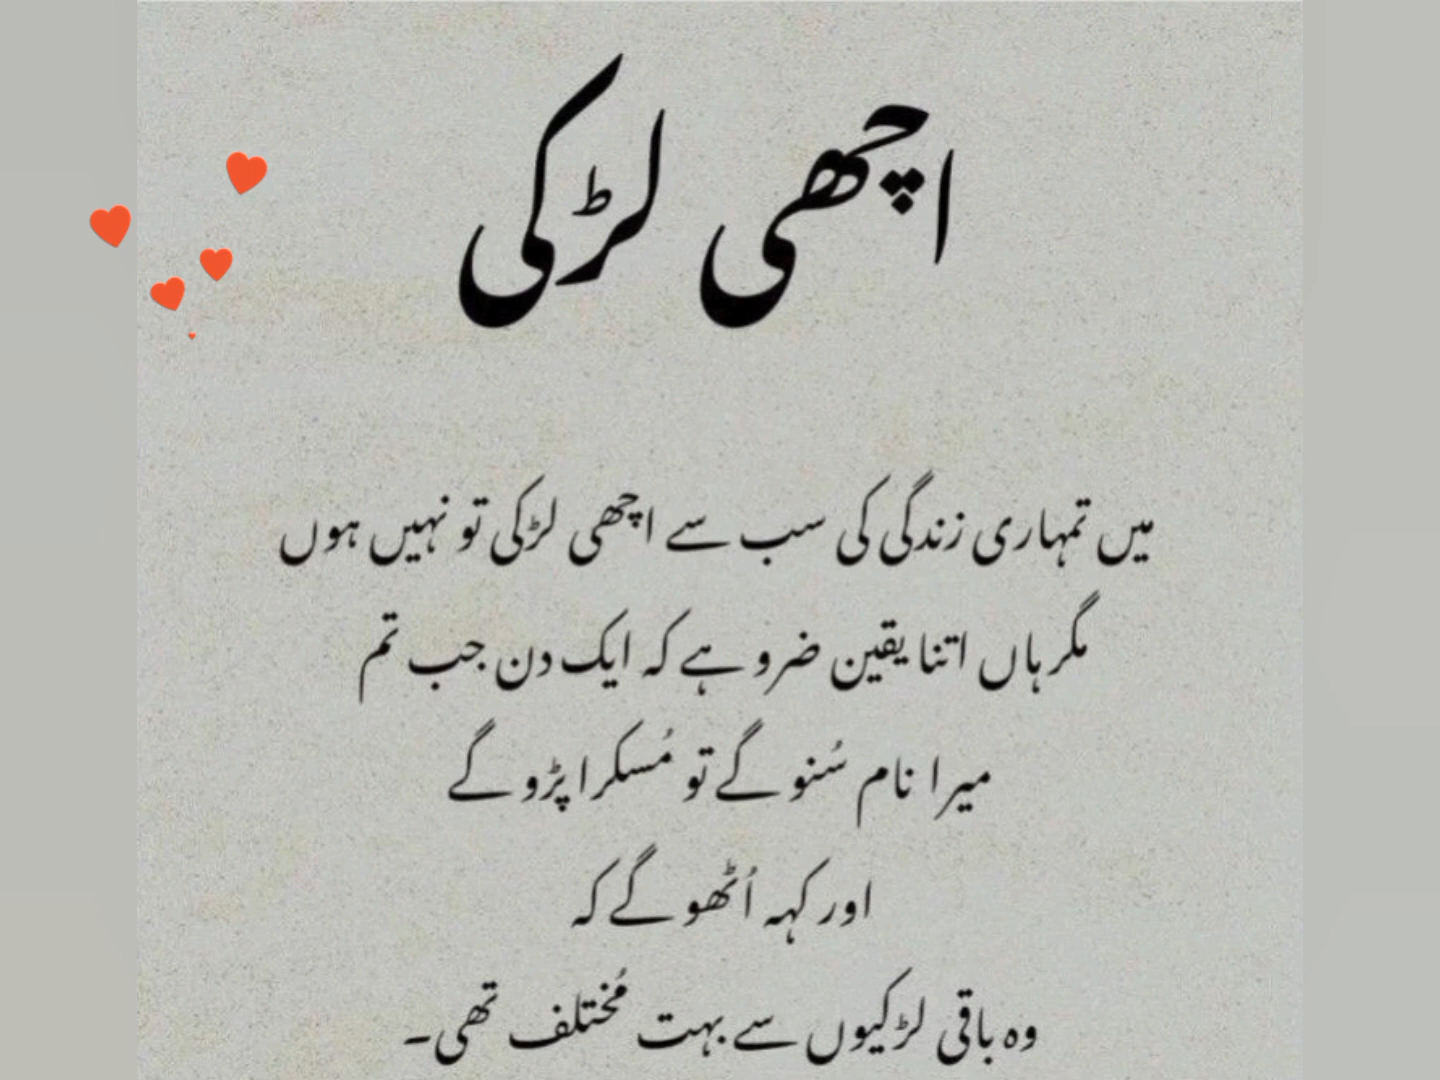 اچھی لڑکی
میں تمہاری زندگی کی سب سے اچھی لڑکی تو نہیں ہوں
مگر ہاں اتنا یقین ضرو ہے کہ ایک دن جب تم
میرا نام سُنو گے تو مُسکرا پڑو گے
اور کہہ اُٹھو گے کہ
وہ باقی لڑکیوں سے بہت مُختلف تھی۔